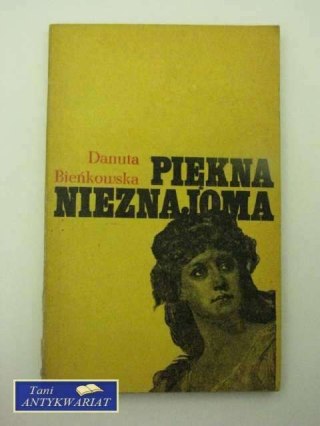 Danuta
Bieńkowska
PIĘKNA
NIEZNAJOMA
Tani
ANTYKWARIAT